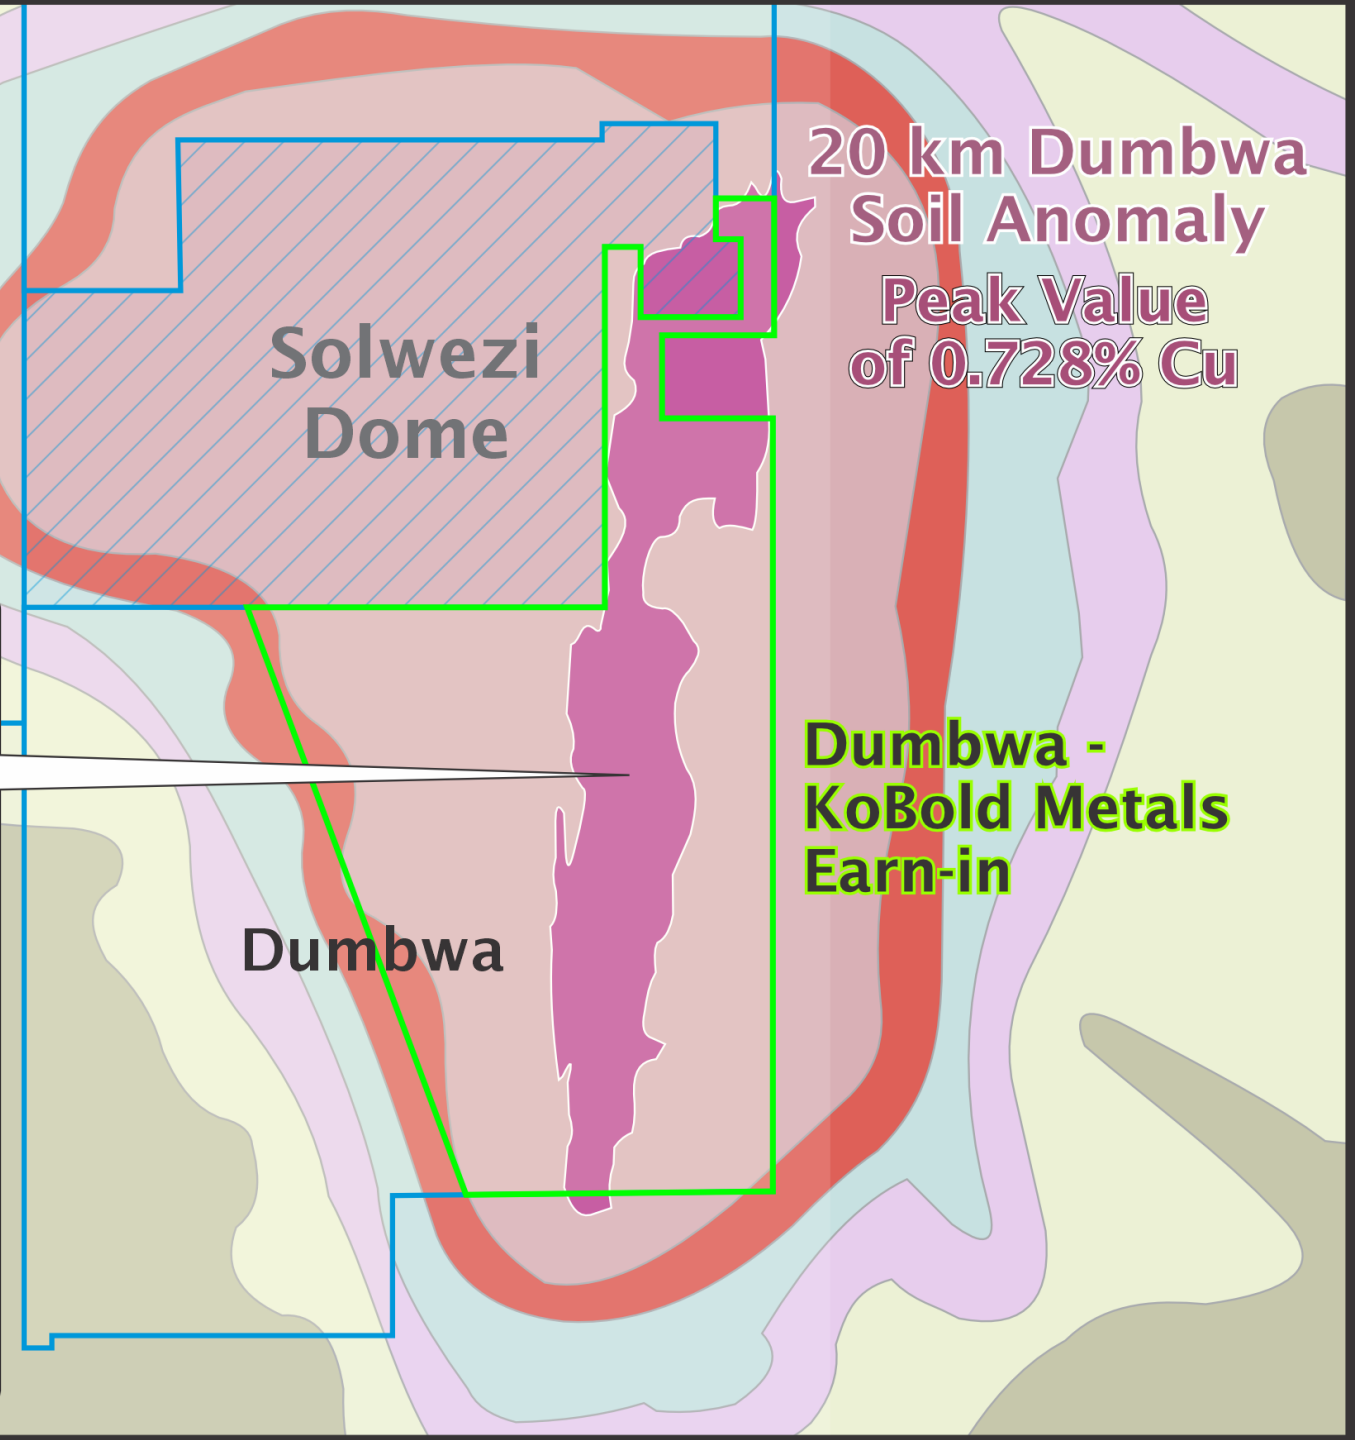 20 km Dumbwa
Soil Anomaly
Peak Value
of 0.728% Cu
Solwezi
Dome
Dumbwa -
KoBold Metals
Earn-in
Dumbwa